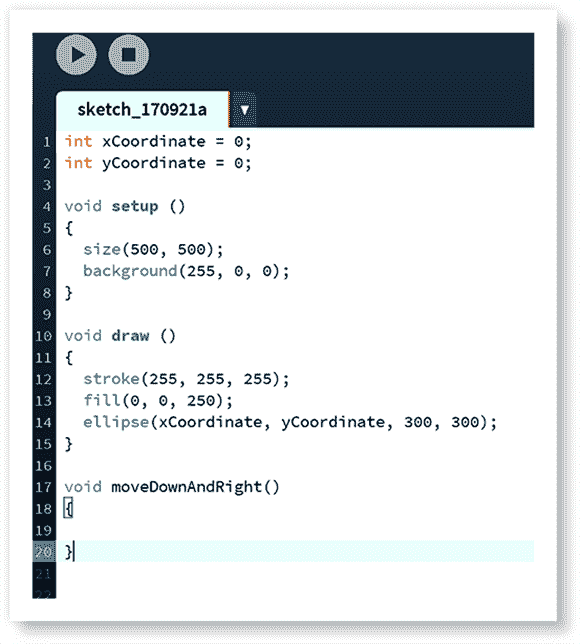 sketch_170921a
1 int xCoordinate = 0;
2 int yCoordinate = 0;
3
4 void setup ()
5 {
6   size(500, 500);
7   background(255, 0, 0);
8 }
9
10 void draw ()
11 {
12   stroke(255, 255, 255);
13   fill(0, 0, 250);
14   ellipse(xCoordinate, yCoordinate, 300, 300);
15 }
16
17 void moveDownAndRight()
18 {
19
20 }
21
22